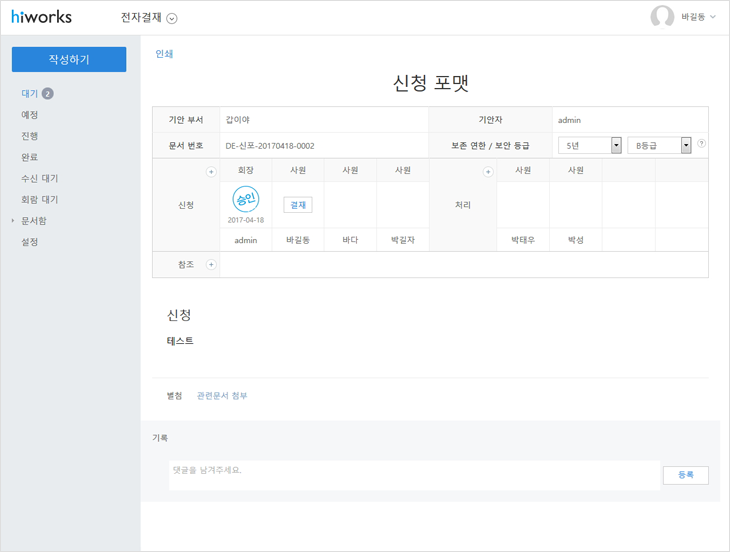 hiworks 전자결재 바길동
작성하기
대기 2
예정
진행
완료
수신 대기
회람 대기
문서함
설정
인쇄
신청 포맷
기안 부서 갑이야 기안자 admin
문서 번호 DE-신포-20170418-0002 보존 연한 / 보안 등급 5년 B등급 ?
신청 + 회장 사원 사원 사원 처리 + 사원 사원
승인 결재
2017-04-18
admin 바길동 바다 박길자 박태우 박성
참조 +
신청
테스트
별첨 관련문서 첨부
기록
댓글을 남겨주세요. 등록